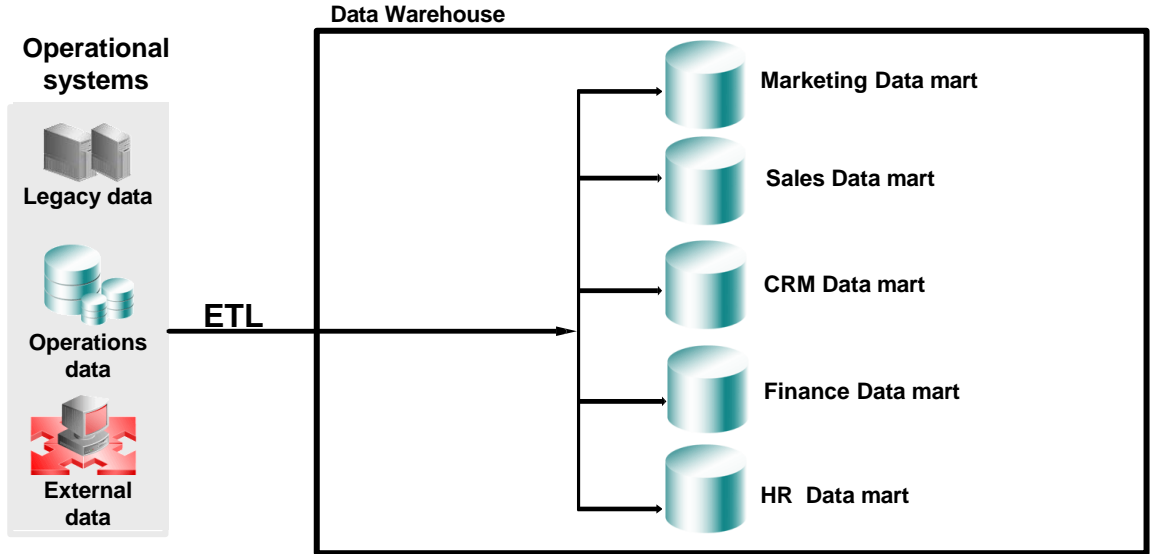 Data Warehouse
Operational
systems
Legacy data
Operations
data
External
data
ETL
Marketing Data mart
Sales Data mart
CRM Data mart
Finance Data mart
HR  Data mart